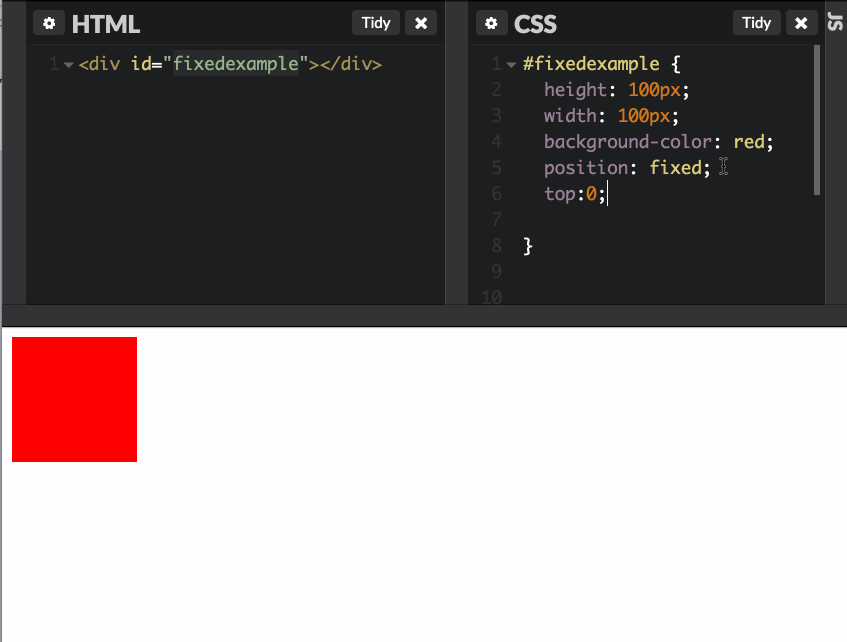 HTML
Tidy
1 <div id="fixedexample"></div>
CSS
Tidy
1 #fixedexample {
2 height: 100px;
3 width: 100px;
4 background-color: red;
5 position: fixed;
6 top:0;
7
8 }
9
10
JS